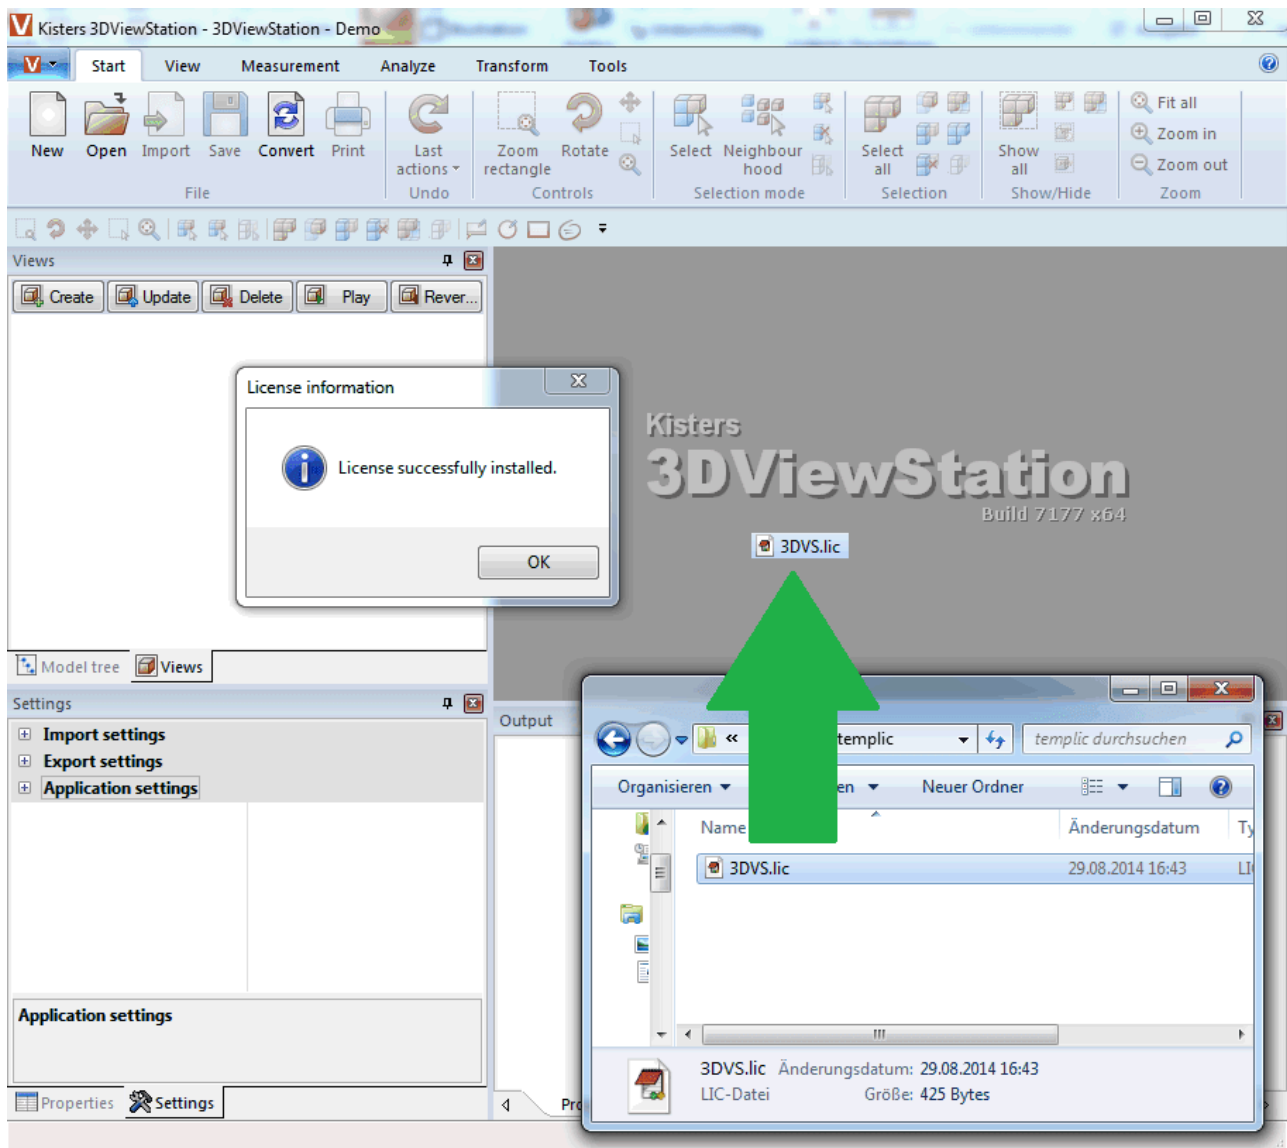 Kisters 3DViewStation - 3DViewStation - Demo
Start View Measurement Analyze Transform Tools
New Open Import Save Convert Print
Last actions
Zoom rectangle
Rotate
Select
Neighbour hood
Select all
Show all
Fit all
Zoom in
Zoom out
File Undo Controls Selection mode Selection Show/Hide Zoom
Views
Create Update Delete Play Rever...
License information
License successfully installed.
OK
Kisters
3DViewStation
Build 7177 x64
3DVS.lic
Model tree Views
Settings
Import settings
Export settings
Application settings
Application settings
Properties Settings
Output
« templic templic durchsuchen
Organisieren en Neuer Ordner
Name Änderungsdatum Ty
3DVS.lic 29.08.2014 16:43 LI
3DVS.lic Änderungsdatum: 29.08.2014 16:43
LIC-Datei Größe: 425 Bytes
Pro